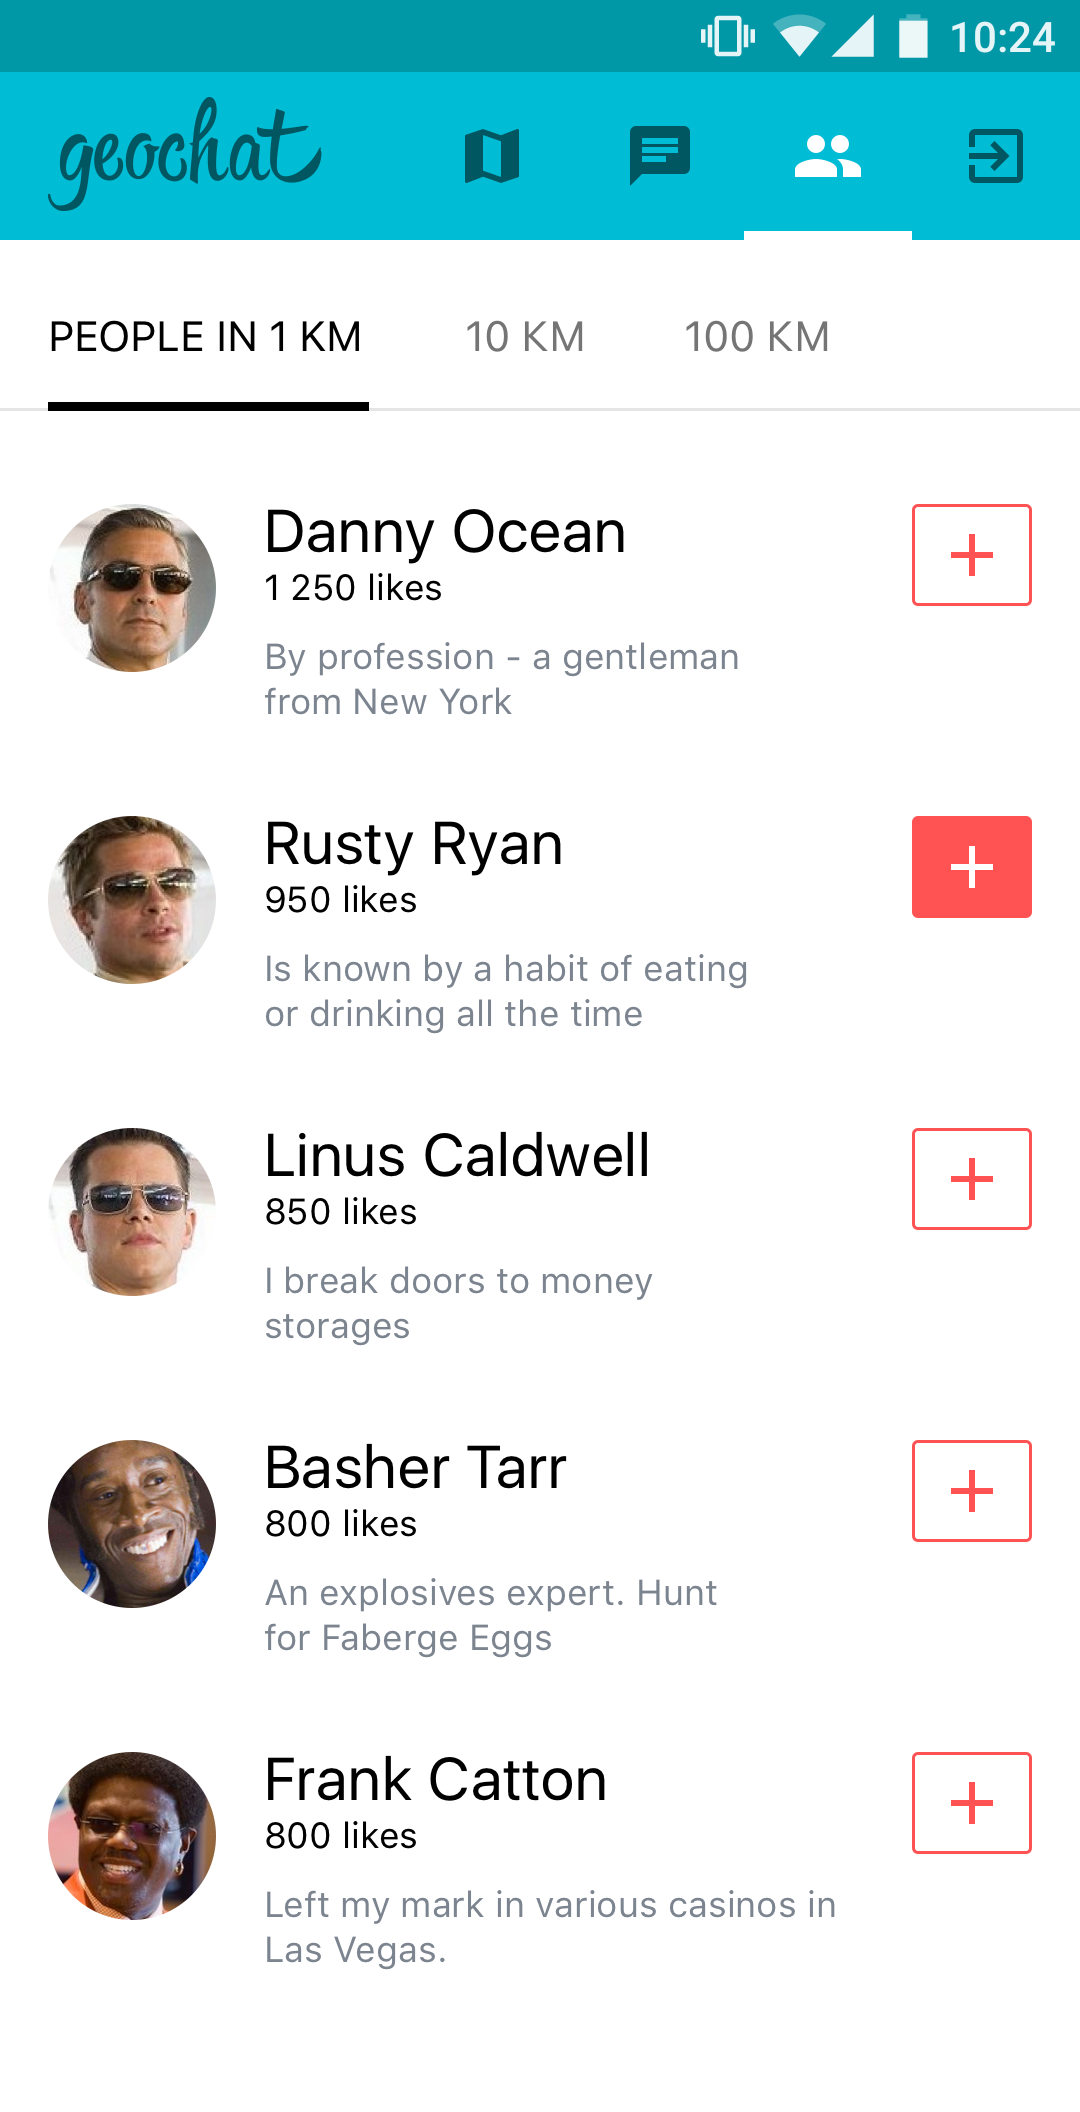 10:24
geochat
PEOPLE IN 1 KM
10 KM
100 KM
Danny Ocean
1 250 likes
By profession - a gentleman
from New York
Rusty Ryan
950 likes
Is known by a habit of eating
or drinking all the time
Linus Caldwell
850 likes
I break doors to money
storages
Basher Tarr
800 likes
An explosives expert. Hunt
for Faberge Eggs
Frank Catton
800 likes
Left my mark in various casinos in
Las Vegas.